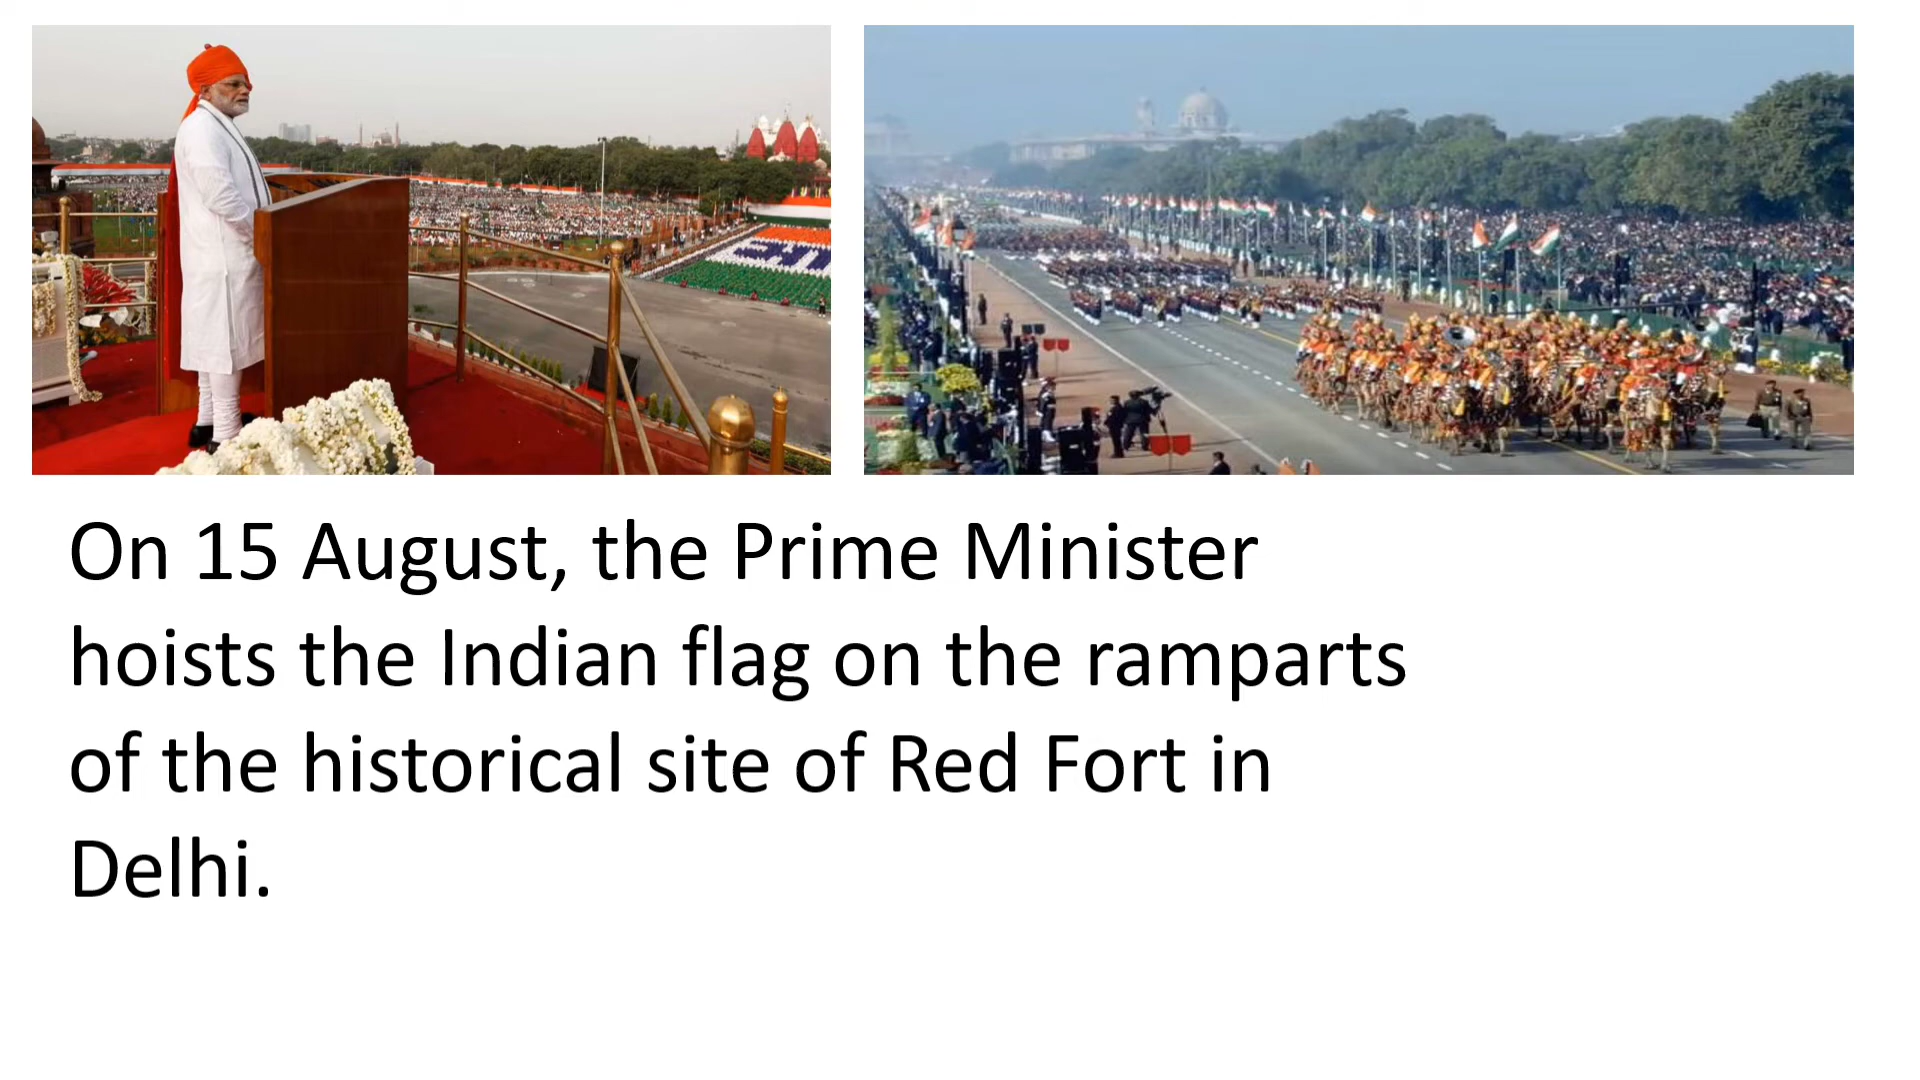 On 15 August, the Prime Minister
hoists the Indian flag on the ramparts
of the historical site of Red Fort in
Delhi.